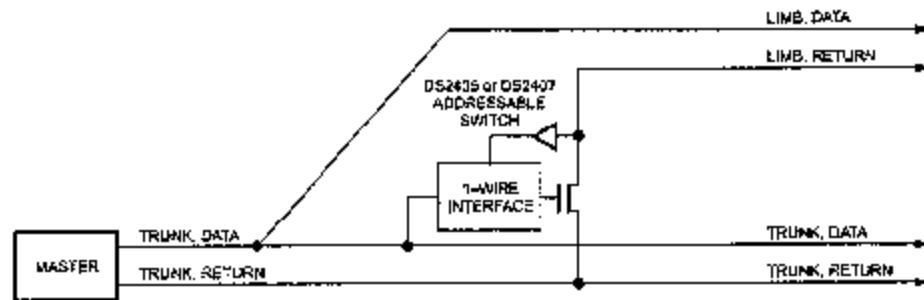 LIMB, DATA
LIMB, RETURN
DS2405 or DS2407
ADDRESSABLE
SWITCH
1-WIRE
INTERFACE
TRUNK, DATA
TRUNK, DATA
MASTER
TRUNK, RETURN
TRUNK, RETURN